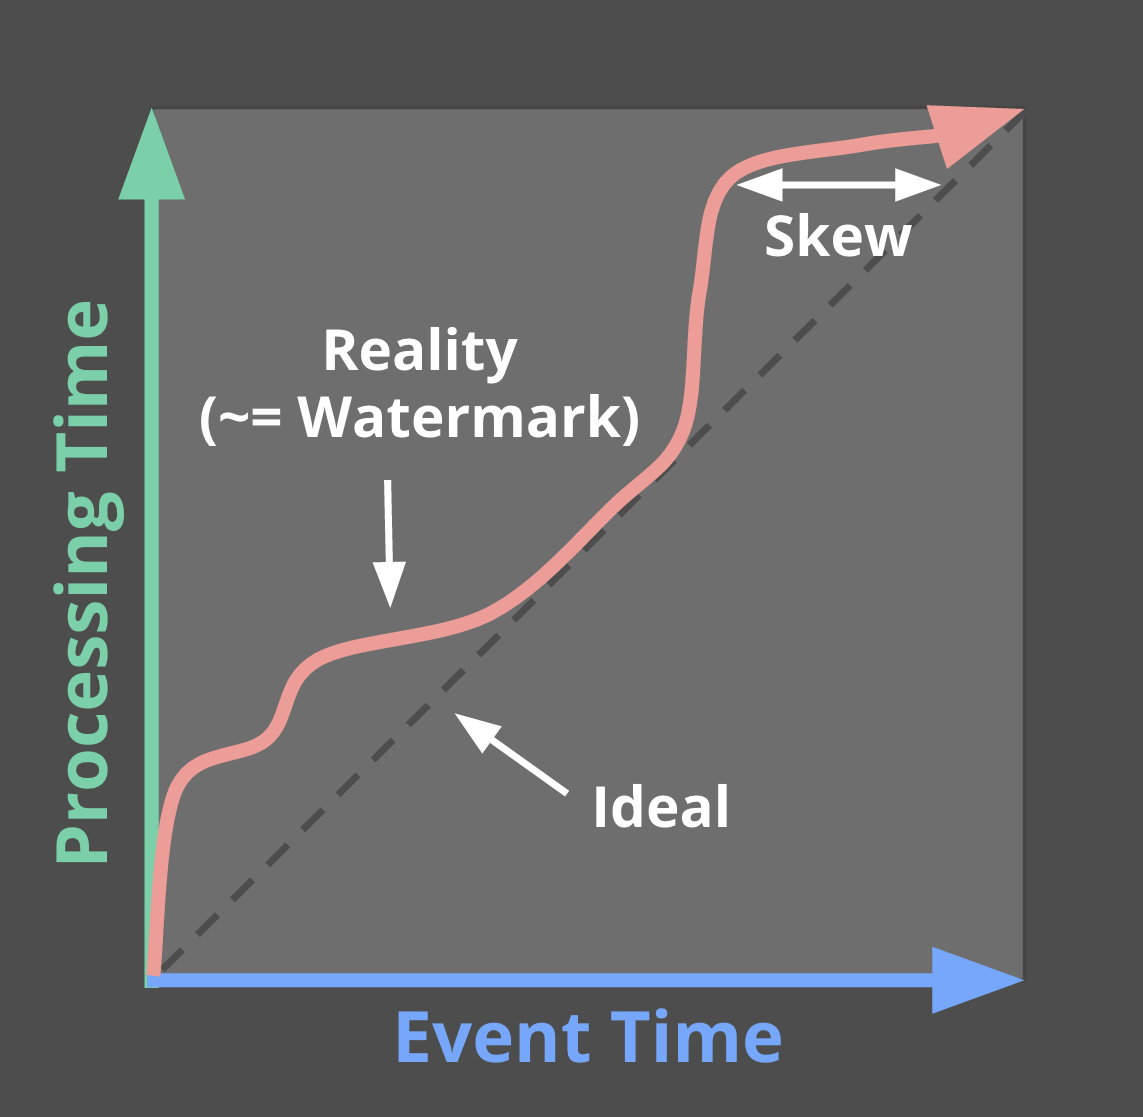 Skew
Reality
(~= Watermark)
Processing Time
Ideal
Event Time